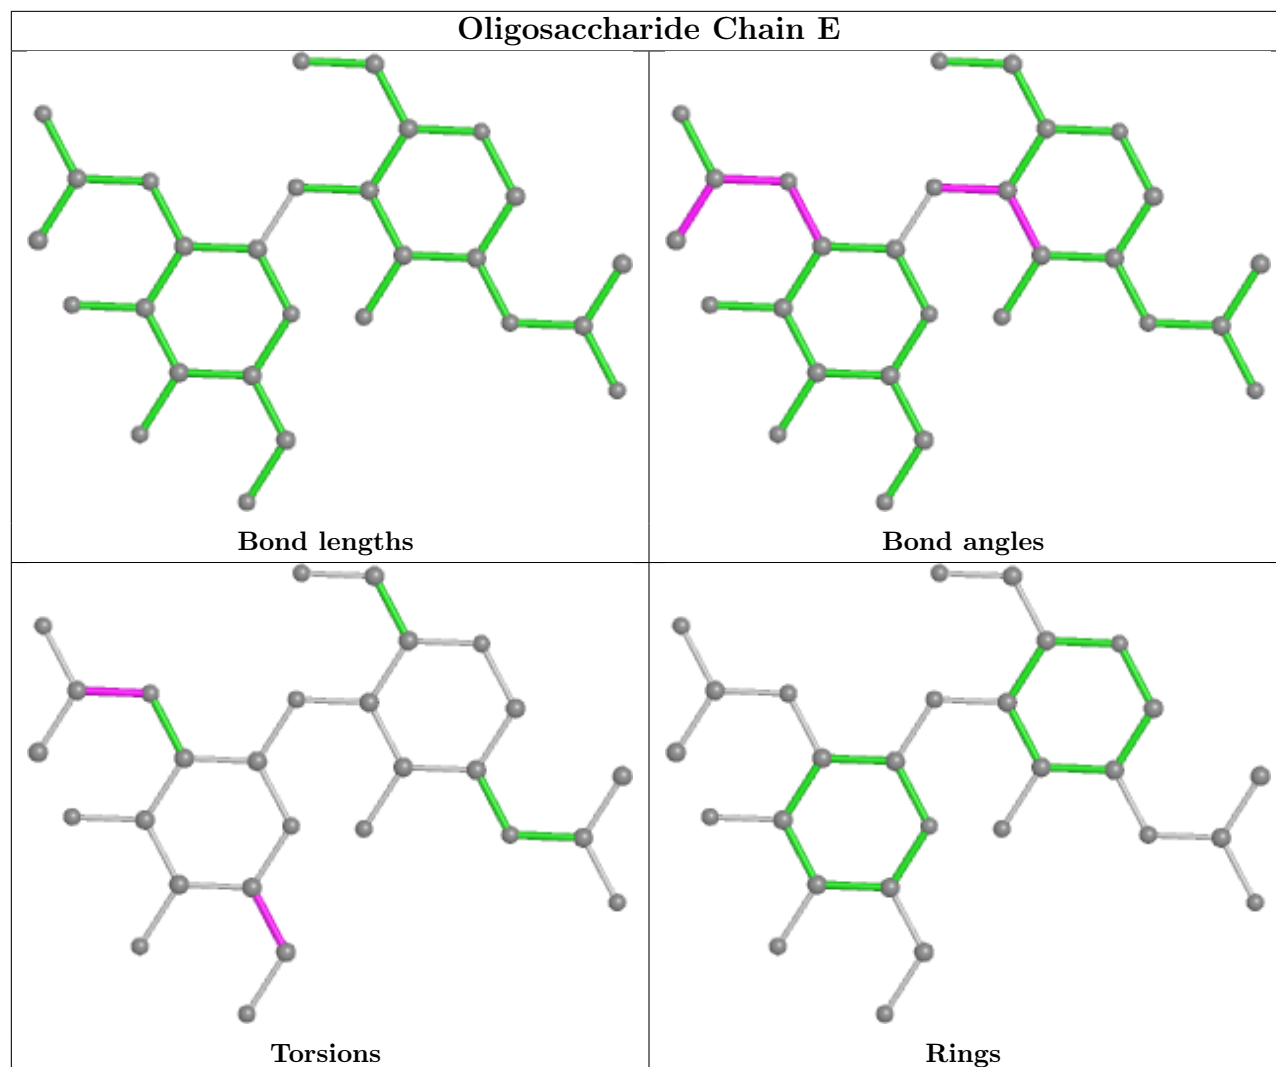 Oligosaccharide Chain E
Bond lengths
Bond angles
Torsions
Rings